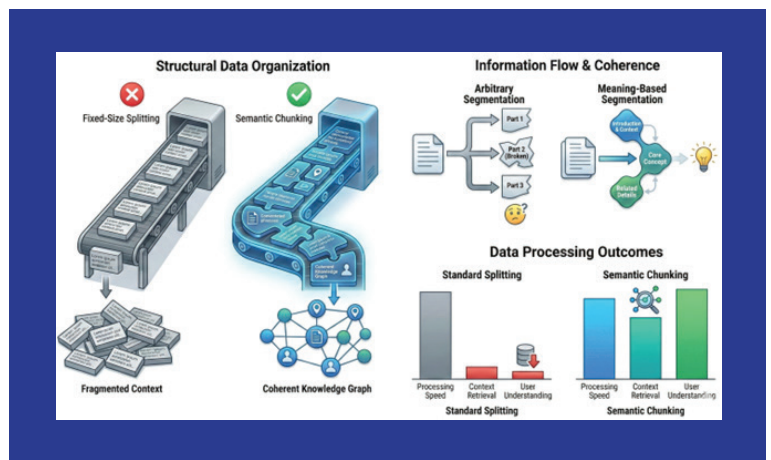 Structural Data Organization
Fixed-Size Splitting
Semantic Chunking
Fragmented Context
Coherent Knowledge Graph
Coherent Knowledge Graph
Information Flow & Coherence
Arbitrary
Segmentation
Part 1
Part 2
(Broken)
Part 3
Meaning-Based
Segmentation
Introduction
& Context
Core
Concept
Related
Details
Data Processing Outcomes
Standard Splitting
Processing
Speed
Context
Retrieval
User
Understanding
Standard Splitting
Semantic Chunking
Processing
Speed
Context
Retrieval
User
Understanding
Semantic Chunking